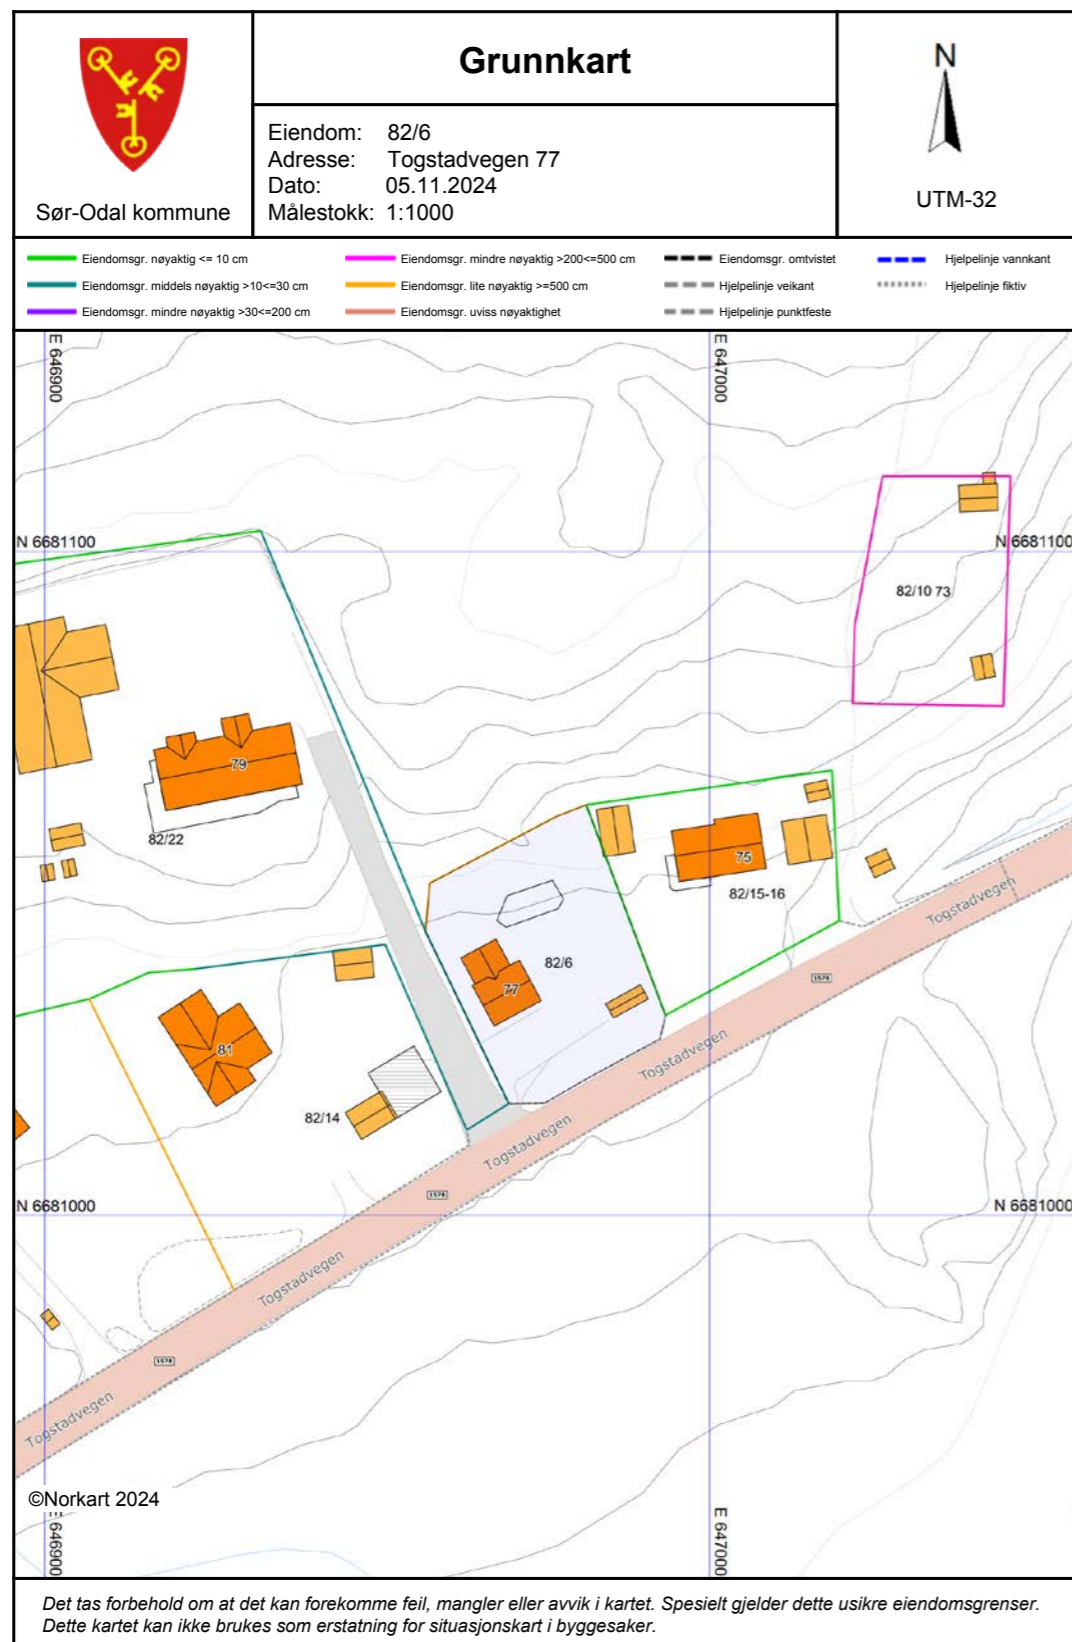 Sør-Odal kommune
Grunnkart
Eiendom: 82/6
Adresse: Togstadvegen 77
Dato: 05.11.2024
Målestokk: 1:1000
N
UTM-32
Eiendomsgr. nøyaktig <= 10 cm
Eiendomsgr. middels nøyaktig >10<=30 cm
Eiendomsgr. mindre nøyaktig >30<=200 cm
Eiendomsgr. mindre nøyaktig >200<=500 cm
Eiendomsgr. lite nøyaktig >=500 cm
Eiendomsgr. uviss nøyaktighet
Eiendomsgr. omtvistet
Hjelpelinje veikant
Hjelpelinje punktfeste
Hjelpelinje vannkant
Hjelpelinje fiktiv
E 646900
E 647000
N 6681100
N 6681100
82/10 73
79
82/22
75
82/15-16
Togstadvegen
82/6
77
1578
Togstadvegen
81
82/14
Togstadvegen
1578
N 6681000
N 6681000
Togstadvegen
1578
Togstadvegen
©Norkart 2024
E 646900
E 647000
Det tas forbehold om at det kan forekomme feil, mangler eller avvik i kartet. Spesielt gjelder dette usikre eiendomsgrenser.
Dette kartet kan ikke brukes som erstatning for situasjonskart i byggesaker.